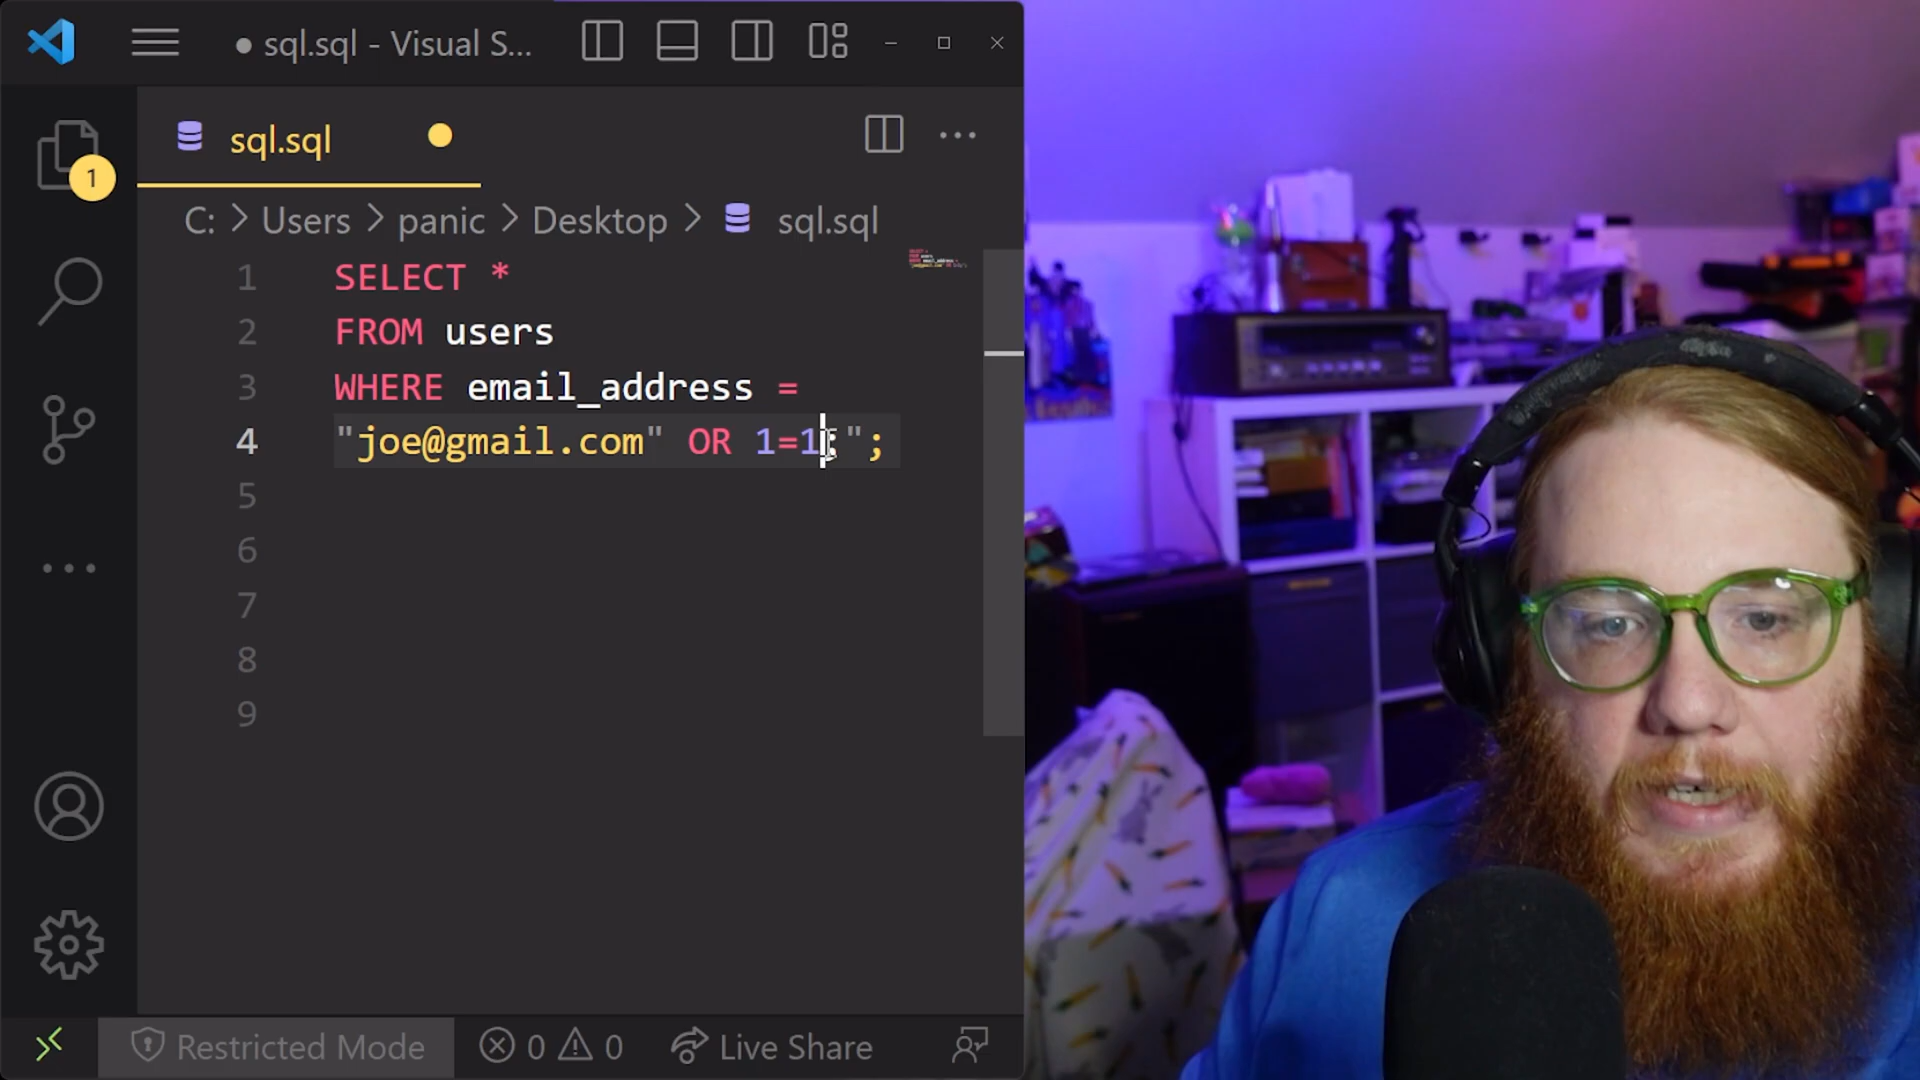 sql.sql - Visual S...
sql.sql
1
C: > Users > panic > Desktop > sql.sql
1 SELECT *
2 FROM users
3 WHERE email_address =
4 "joe@gmail.com" OR 1=1;";
5
6
7
8
9
Restricted Mode 0 0 Live Share